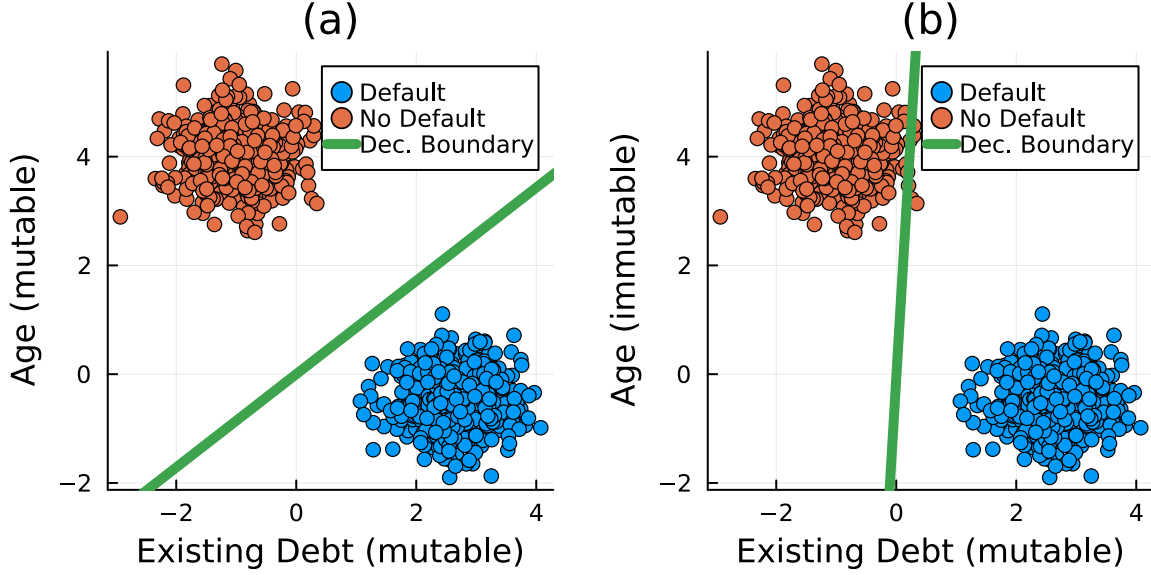 (a)
Default
No Default
Dec. Boundary
Age (mutable)
4
2
0
−2
−2
0
2
4
Existing Debt (mutable)
(b)
Default
No Default
Dec. Boundary
Age (immutable)
4
2
0
−2
−2
0
2
4
Existing Debt (mutable)